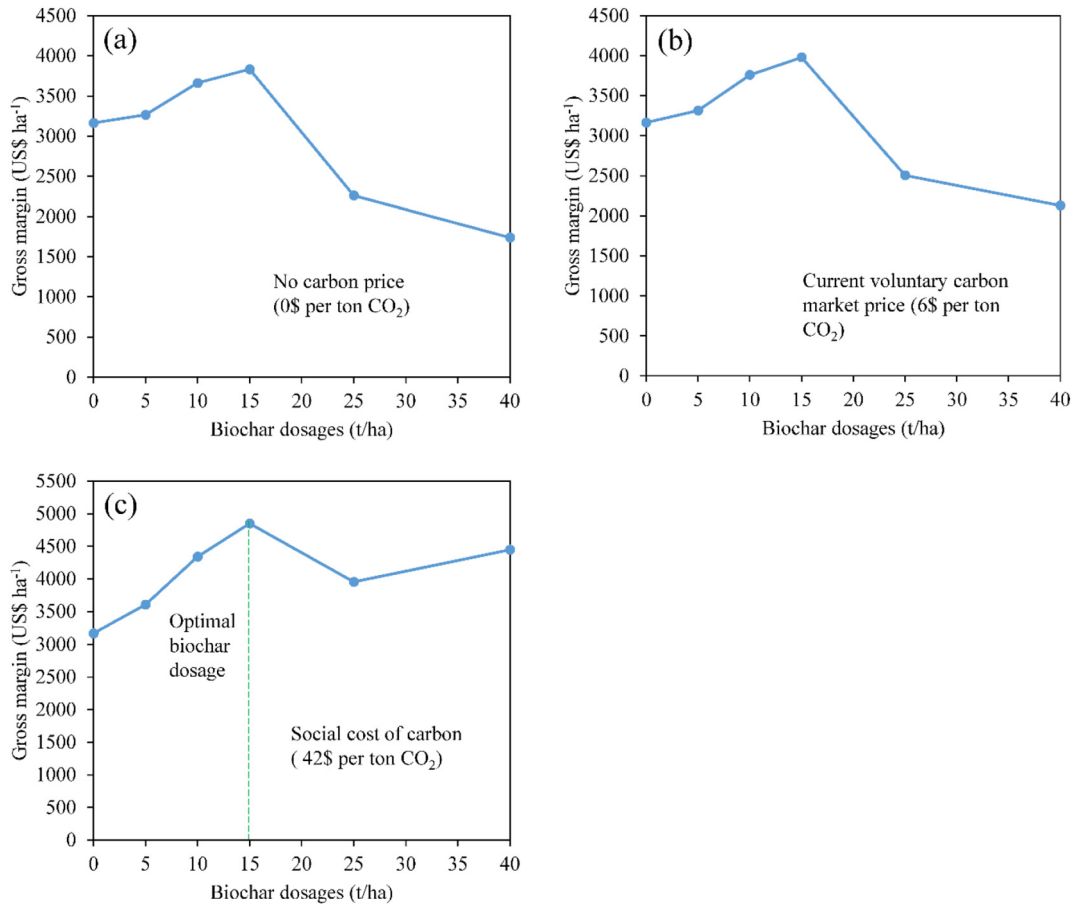 (a)
4500
4000
3500
3000
2500
2000
1500
1000
500
0
Gross margin (US$ ha⁻¹)
No carbon price
(0$ per ton CO₂)
0 5 10 15 20 25 30 35 40
Biochar dosages (t/ha)
(b)
4500
4000
3500
3000
2500
2000
1500
1000
500
0
Gross margin (US$ ha⁻¹)
Current voluntary carbon
market price (6$ per ton
CO₂)
0 5 10 15 20 25 30 35 40
Biochar dosages (t/ha)
(c)
5500
5000
4500
4000
3500
3000
2500
2000
1500
1000
500
0
Gross margin (US$ ha⁻¹)
Optimal
biochar
dosage
Social cost of carbon
( 42$ per ton CO₂)
0 5 10 15 20 25 30 35 40
Biochar dosages (t/ha)